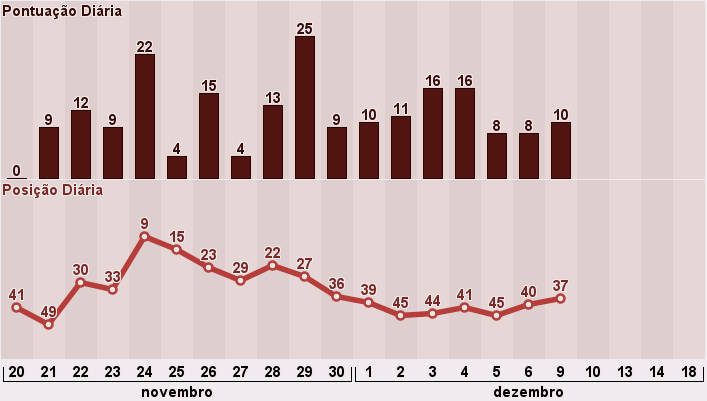 Pontuação Diária
0 9 12 9 22 4 15 4 13 25 9 10 11 16 16 8 8 10
Posição Diária
41 49 30 33 9 15 23 29 22 27 36 39 45 44 41 45 40 37
20 21 22 23 24 25 26 27 28 29 30 1 2 3 4 5 6 9 10 13 14 18
novembro dezembro